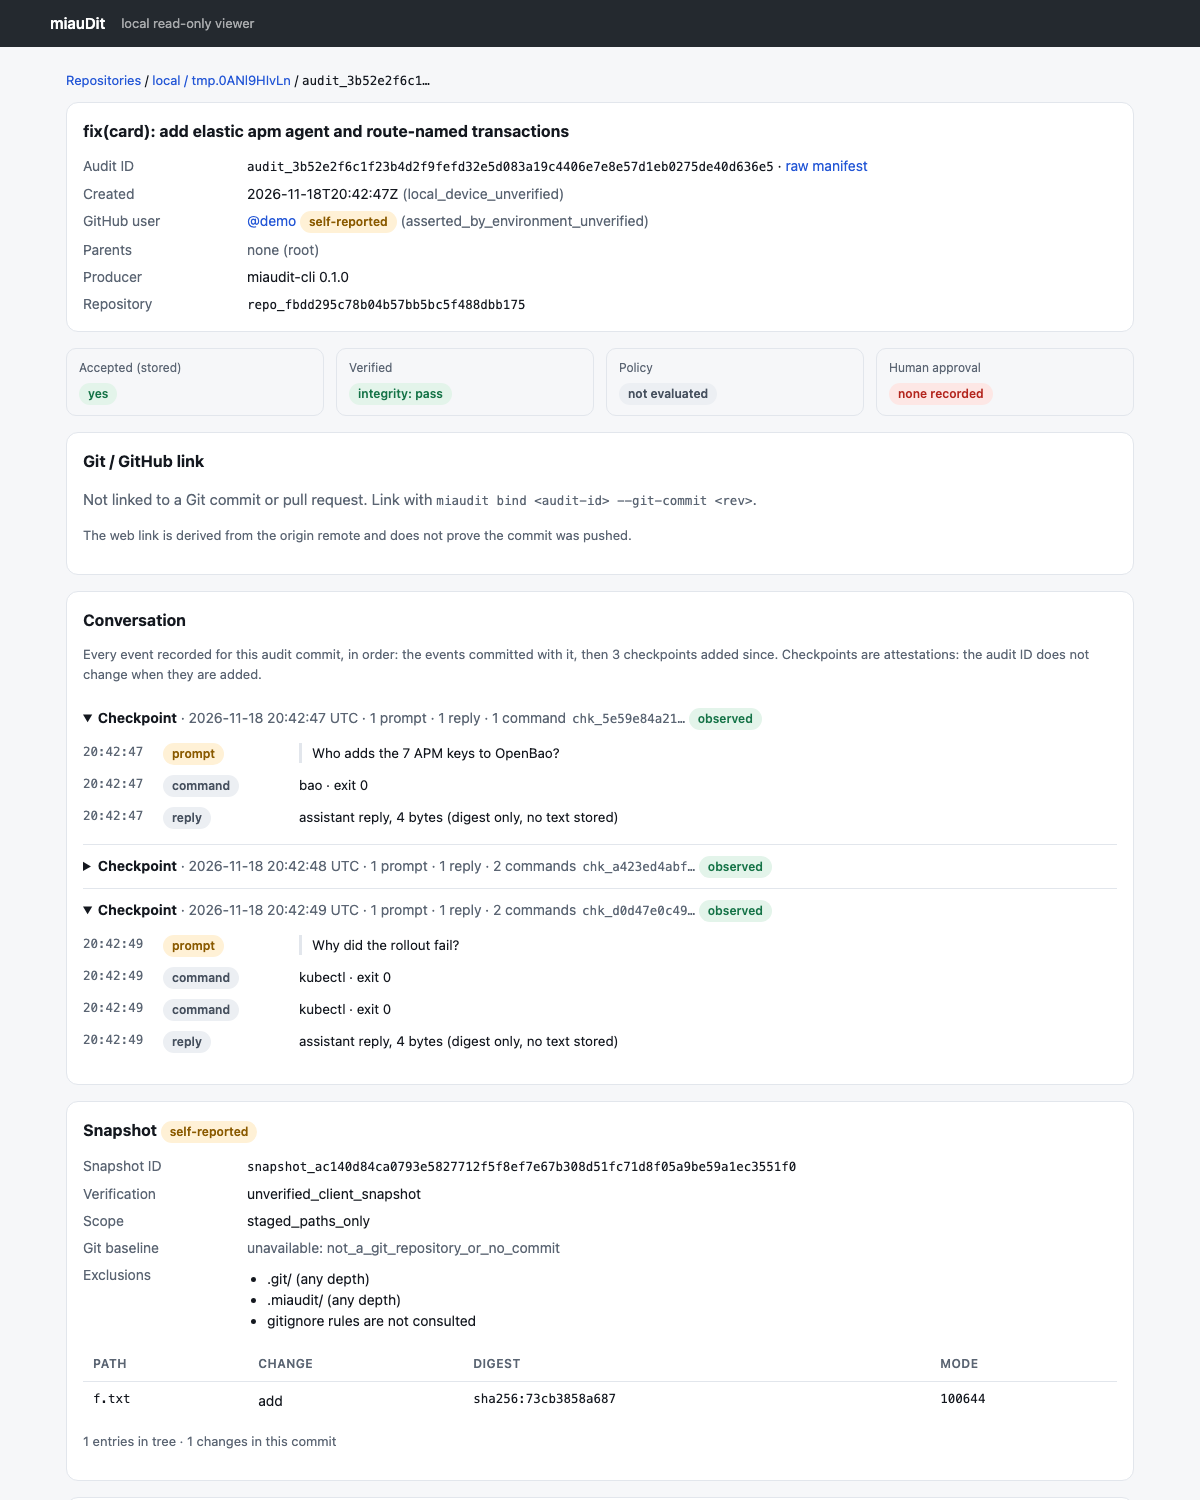 miauDit local read-only viewer
Repositories / local / tmp.0ANl9HlvLn / audit_3b52e2f6c1…
fix(card): add elastic apm agent and route-named transactions
Audit ID audit_3b52e2f6c1f23b4d2f9fefd32e5d083a19c4406e7e8e57d1eb0275de40d636e5 · raw manifest
Created 2026-11-18T20:42:47Z (local_device_unverified)
GitHub user @demo self-reported (asserted_by_environment_unverified)
Parents none (root)
Producer miaudit-cli 0.1.0
Repository repo_fbdd295c78b04b57bb5bc5f488dbb175
Accepted (stored) Verified Policy Human approval
yes integrity: pass not evaluated none recorded
Git / GitHub link
Not linked to a Git commit or pull request. Link with miaudit bind <audit-id> --git-commit <rev>.
The web link is derived from the origin remote and does not prove the commit was pushed.
Conversation
Every event recorded for this audit commit, in order: the events committed with it, then 3 checkpoints added since. Checkpoints are attestations: the audit ID does not
change when they are added.
▼ Checkpoint · 2026-11-18 20:42:47 UTC · 1 prompt · 1 reply · 1 command chk_5e59e84a21… observed
20:42:47 prompt Who adds the 7 APM keys to OpenBao?
20:42:47 command bao · exit 0
20:42:47 reply assistant reply, 4 bytes (digest only, no text stored)
▶ Checkpoint · 2026-11-18 20:42:48 UTC · 1 prompt · 1 reply · 2 commands chk_a423ed4abf… observed
▼ Checkpoint · 2026-11-18 20:42:49 UTC · 1 prompt · 1 reply · 2 commands chk_d0d47e0c49… observed
20:42:49 prompt Why did the rollout fail?
20:42:49 command kubectl · exit 0
20:42:49 command kubectl · exit 0
20:42:49 reply assistant reply, 4 bytes (digest only, no text stored)
Snapshot self-reported
Snapshot ID snapshot_ac140d84ca0793e5827712f5f8ef7e67b308d51fc71d8f05a9be59a1ec3551f0
Verification unverified_client_snapshot
Scope staged_paths_only
Git baseline unavailable: not_a_git_repository_or_no_commit
Exclusions • .git/ (any depth)
• .miaudit/ (any depth)
• gitignore rules are not consulted
PATH CHANGE DIGEST MODE
f.txt add sha256:73cb3858a687 100644
1 entries in tree · 1 changes in this commit